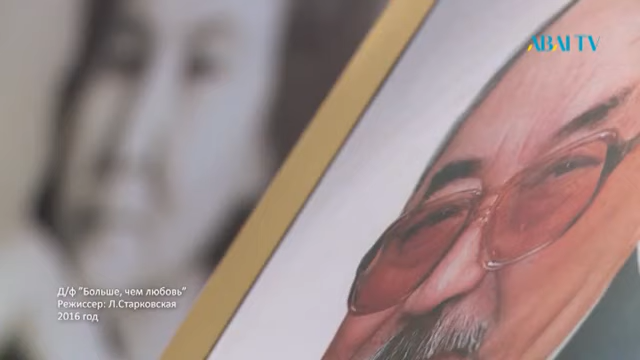 ABAI TV
Д/ф "Больше, чем любовь"
Режиссер: Л.Старковская
2016 год